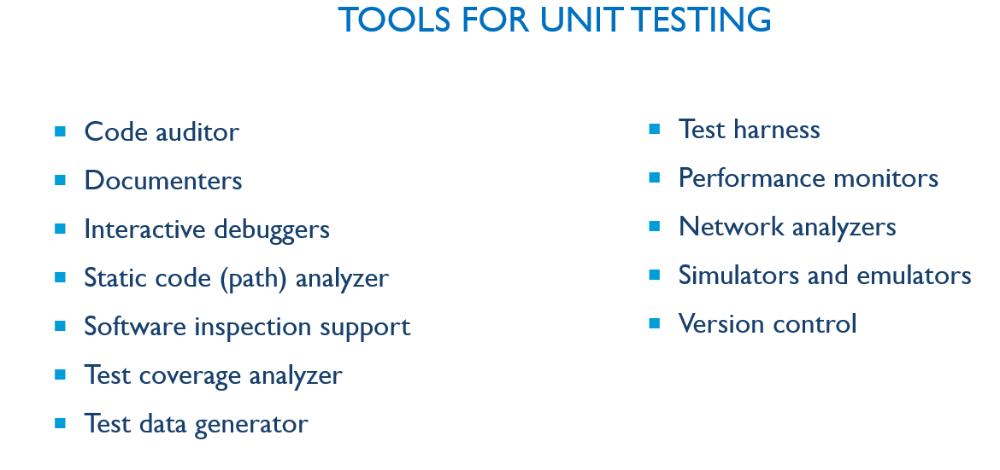 TOOLS FOR UNIT TESTING
Code auditor
Documenters
Interactive debuggers
Static code (path) analyzer
Software inspection support
Test coverage analyzer
Test data generator
Test harness
Performance monitors
Network analyzers
Simulators and emulators
Version control